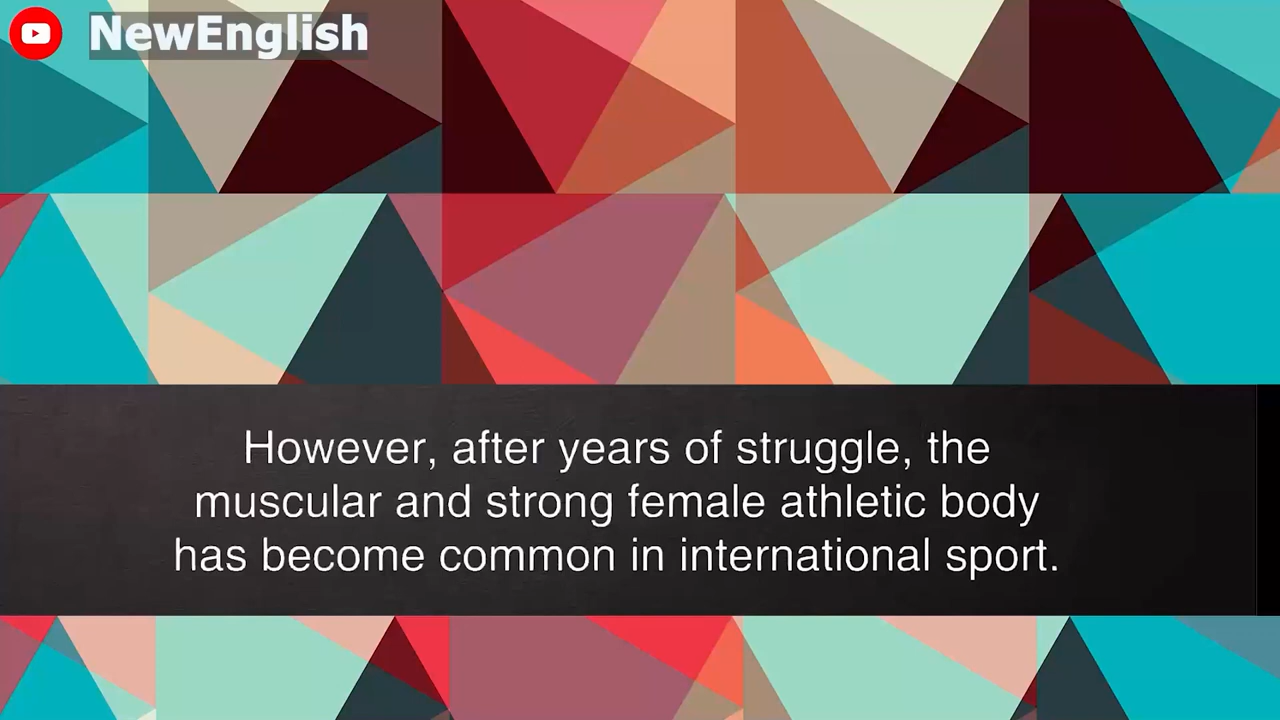 NewEnglish
However, after years of struggle, the
muscular and strong female athletic body
has become common in international sport.